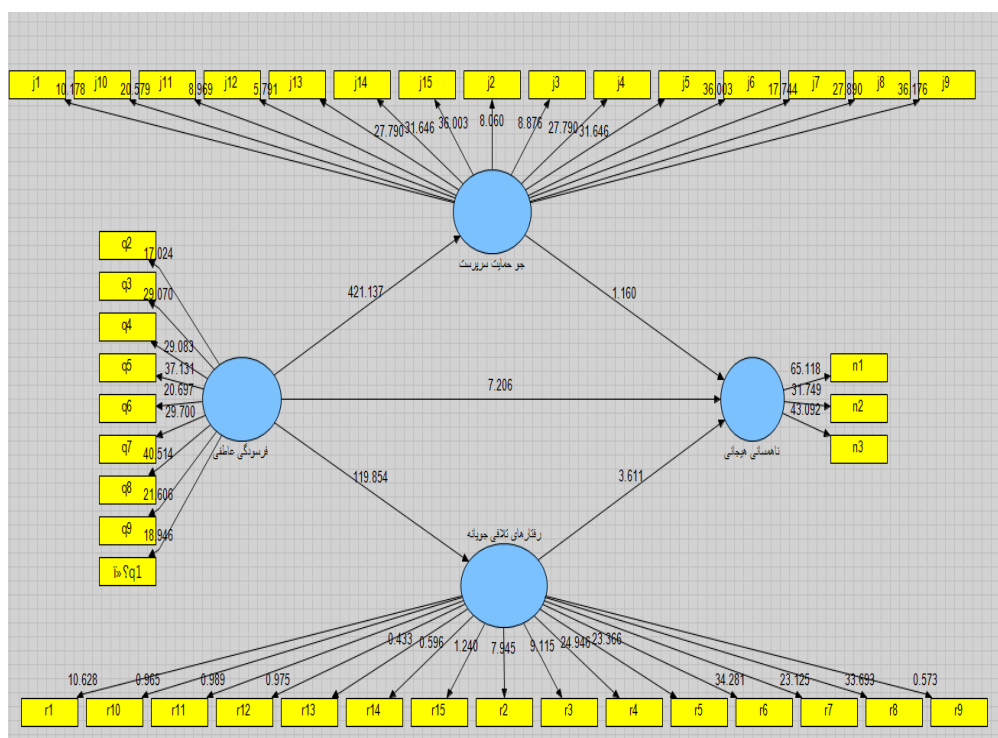 j1 j10 j11 j12 j13 j14 j15 j2 j3 j4 j5 j6 j7 j8 j9
10.178 20.579 8.969 5.791 36.003 17.744 27.890 36.176
27.790 31.646 36.003 8.060 8.876 27.790 31.646
جو حمایت سرپرست
q2
17.024
q3
29.070
q4
29.083
q5
37.131
20.697
q6
29.700
q7
40.514
q8
21.606
q9
18.946
ï»؟q1
421.137
1.160
7.206
119.854
3.611
فرسودگی عاطفی
65.118
n1
31.749
n2
43.092
n3
ناهمسانی هیجانی
رفتارهای تلافی جویانه
0.433 0.596 1.240 7.945 9.115 24.946 23.366
10.628 0.965 0.989 0.975 34.281 23.125 33.693 0.573
r1 r10 r11 r12 r13 r14 r15 r2 r3 r4 r5 r6 r7 r8 r9